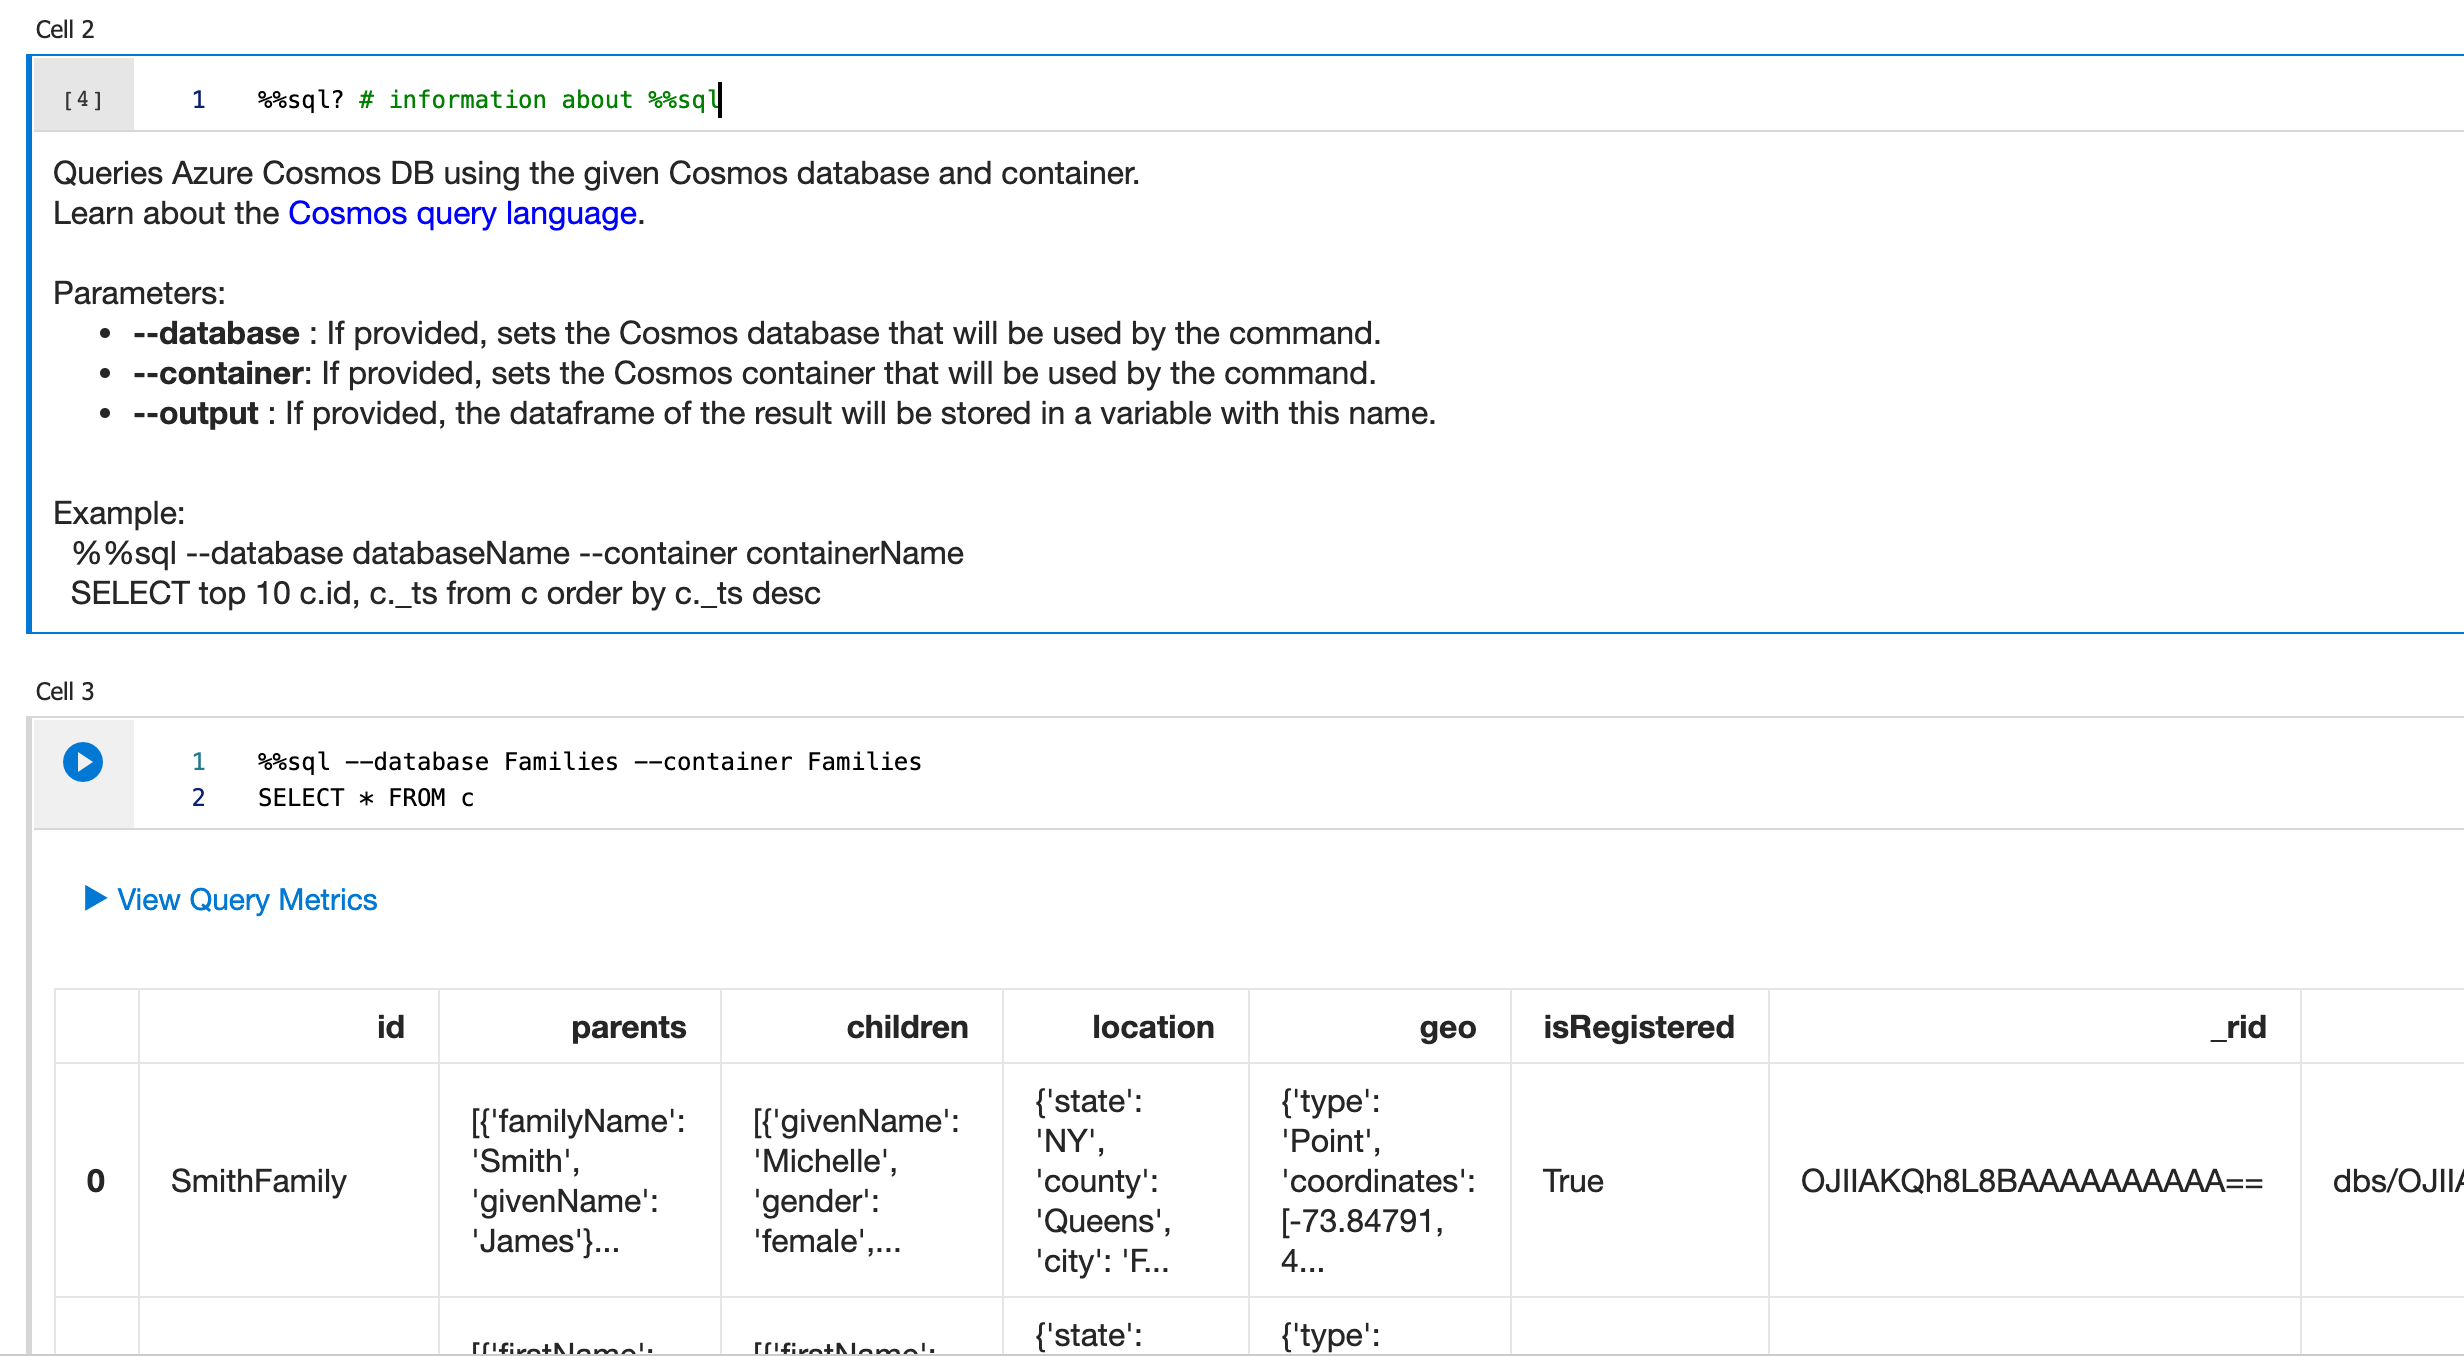 Cell 2
[4] 1 %%sql? # information about %%sql
Queries Azure Cosmos DB using the given Cosmos database and container.
Learn about the Cosmos query language.
Parameters:
• --database : If provided, sets the Cosmos database that will be used by the command.
• --container: If provided, sets the Cosmos container that will be used by the command.
• --output : If provided, the dataframe of the result will be stored in a variable with this name.
Example:
%%sql --database databaseName --container containerName
SELECT top 10 c.id, c._ts from c order by c._ts desc
Cell 3
1 %%sql --database Families --container Families
2 SELECT * FROM c
View Query Metrics
id parents children location geo isRegistered _rid
0
SmithFamily
[{'familyName':
'Smith',
'givenName':
'James'}...
[{'givenName':
'Michelle',
'gender':
'female',...
{'state':
'NY',
'county':
'Queens',
'city': 'F...
{'type':
'Point',
'coordinates':
[-73.84791,
4...
True
OJIIAKQh8L8BAAAAAAAAAA==
dbs/OJIIA
[{'firstName':
[{'firstName':
{'state':
{'type':